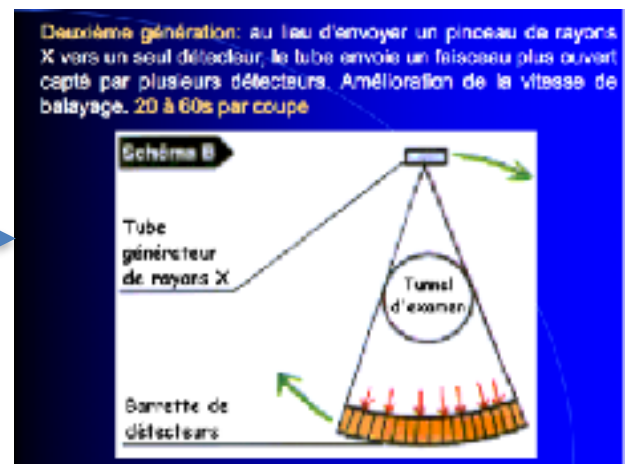 Deuxième génération: au lieu d'envoyer un pinceau de rayons
X vers un seul détecteur, le tube envoie un faisceau plus ouvert
capté par plusieurs détecteurs. Amélioration de la vitesse de
balayage. 20 à 60s par coupe
Schéma B
Tube
générateur
de rayons X
Tunnel
d'examen
Barrette de
détecteurs